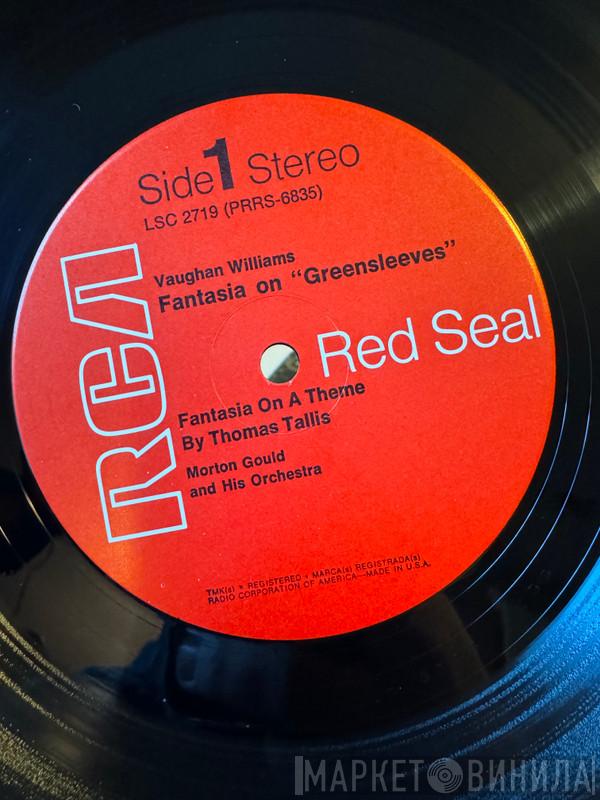 Side 1 Stereo
LSC 2719 (PRRS-6835)
Vaughan Williams
Fantasia on "Greensleeves"
RCA
Red Seal
Fantasia On A Theme
By Thomas Tallis
Morton Gould
and His Orchestra
TMK(s) ® REGISTERED • MARCA(s) REGISTRADA(s)
RADIO CORPORATION OF AMERICA—MADE IN U.S.A.
МАРКЕТ ВИНИЛА